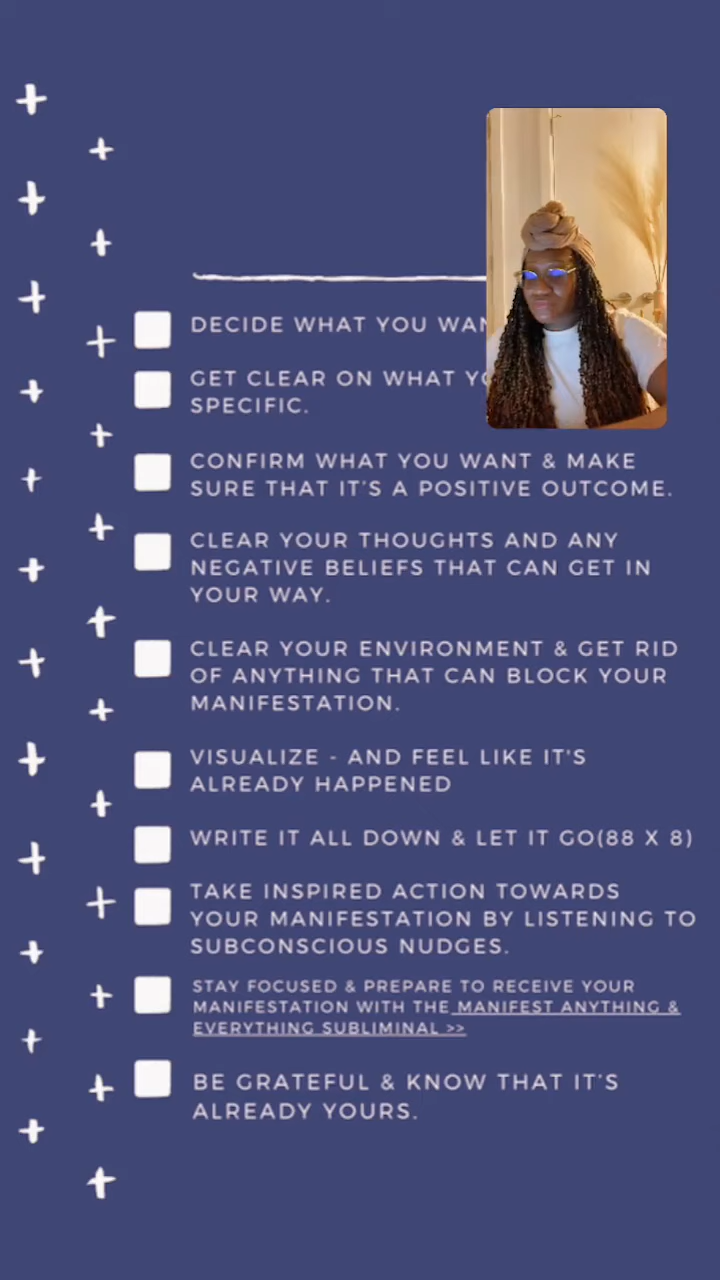 DECIDE WHAT YOU
GET CLEAR ON WHAT
SPECIFIC.
CONFIRM WHAT YOU WANT & MAKE
SURE THAT IT'S A POSITIVE OUTCOME.
CLEAR YOUR THOUGHTS AND ANY
NEGATIVE BELIEFS THAT CAN GET IN
YOUR WAY.
CLEAR YOUR ENVIRONMENT & GET RID
OF ANYTHING THAT CAN BLOCK YOUR
MANIFESTATION.
VISUALIZE - AND FEEL LIKE IT'S
ALREADY HAPPENED
WRITE IT ALL DOWN & LET IT GO(88 X 8)
TAKE INSPIRED ACTION TOWARDS
YOUR MANIFESTATION BY LISTENING TO
SUBCONSCIOUS NUDGES.
STAY FOCUSED & PREPARE TO RECEIVE YOUR
MANIFESTATION WITH THE MANIFEST ANYTHING &
EVERYTHING SUBLIMINAL >>
BE GRATEFUL & KNOW THAT IT'S
ALREADY YOURS.